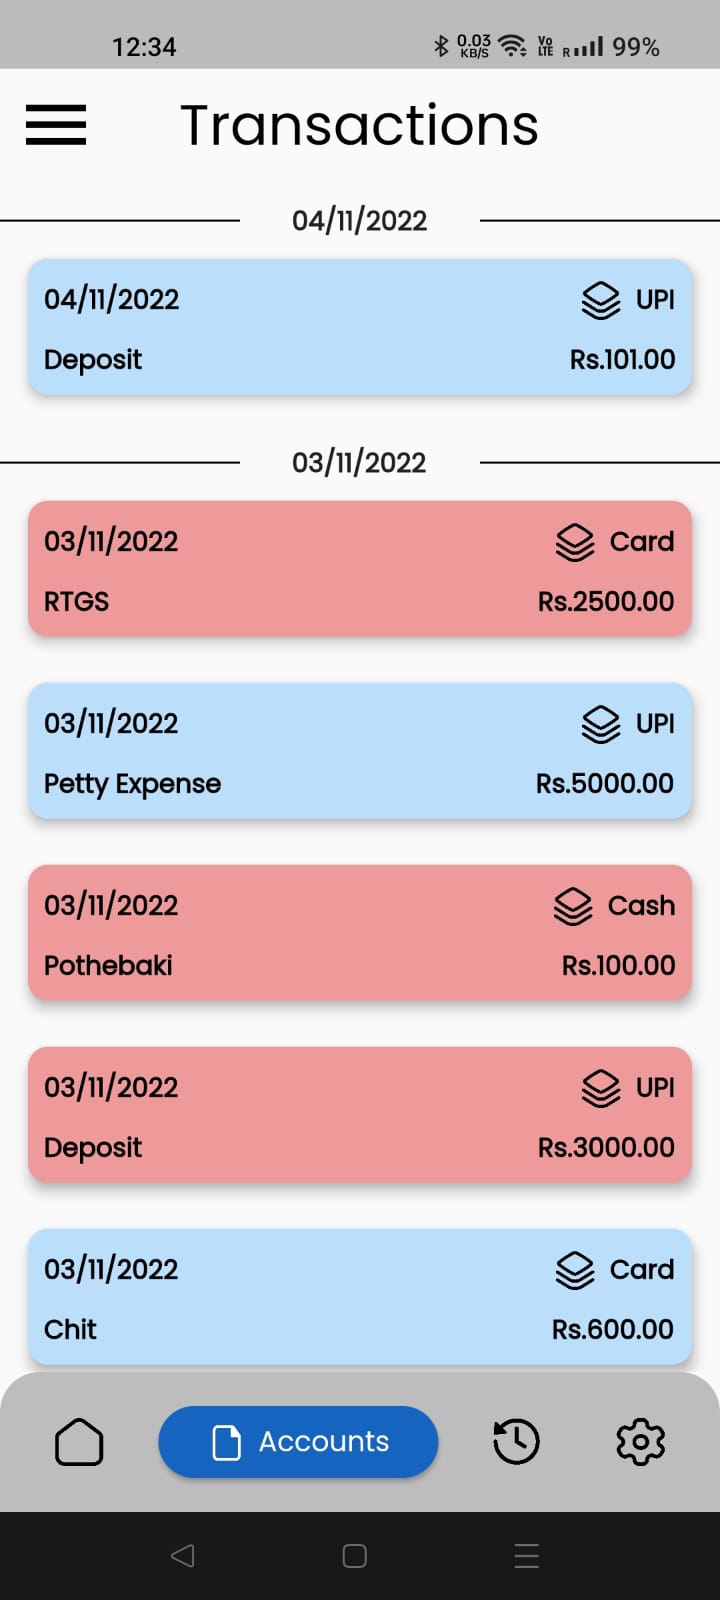 12:34 0.03 KB/S Vo LTE R 99%
Transactions
04/11/2022
04/11/2022 UPI
Deposit Rs.101.00
03/11/2022
03/11/2022 Card
RTGS Rs.2500.00
03/11/2022 UPI
Petty Expense Rs.5000.00
03/11/2022 Cash
Pothebaki Rs.100.00
03/11/2022 UPI
Deposit Rs.3000.00
03/11/2022 Card
Chit Rs.600.00
Accounts